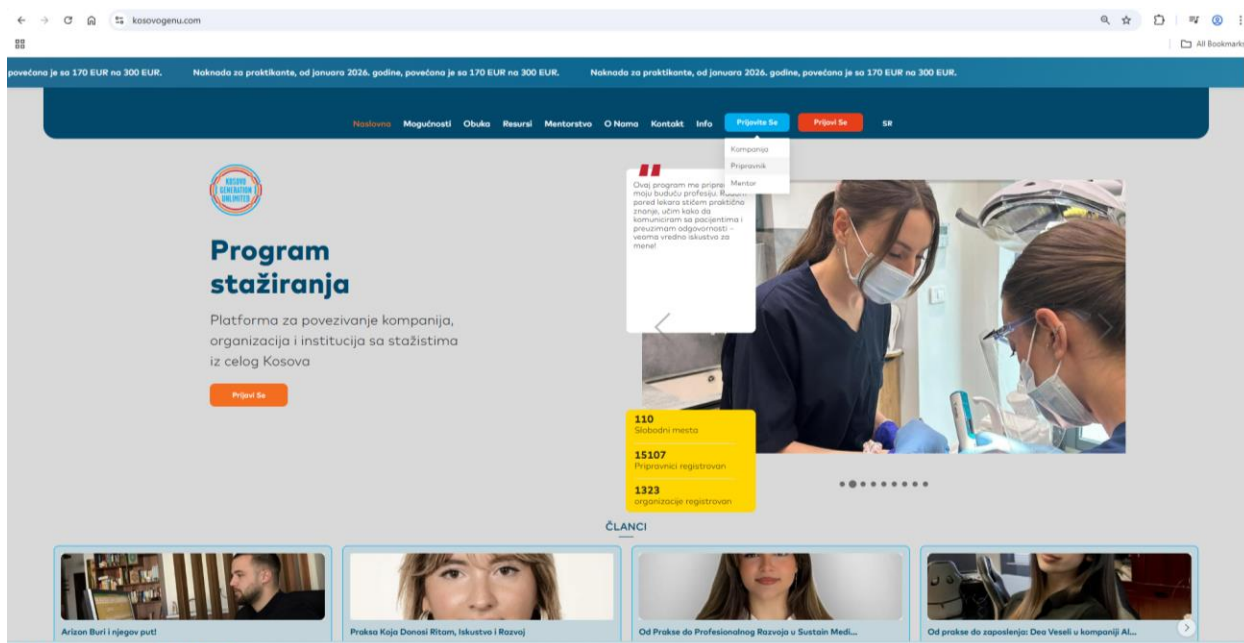 kosovogenu.com
All Bookmarks
povećana je sa 170 EUR na 300 EUR. Naknada za praktikante, od januara 2026. godine, povećana je sa 170 EUR na 300 EUR. Naknada za praktikante, od januara 2026. godine, povećana je sa 170 EUR na 300 EUR.
Naslovna Mogućnosti Obuka Resursi Mentorstvo O Nama Kontakt Info Prijavite Se Prijavi Se SR
Kompanija
Pripravnik
Mentor
KOSOVO
GENERATION
UNLIMITED
Program
stažiranja
Platforma za povezivanje kompanija,
organizacija i institucija sa stažistima
iz celog Kosova
Prijavi Se
Ovaj program me
moju buduću profesiju.
pored lekara stičem praktično
znanje, učim kako da
komuniciram sa pacijentima i
preuzimam odgovornosti –
veoma vredno iskustvo za
mene!
110
Slobodni mesta
15107
Pripravnici registrovan
1323
organizacije registrovan
ČLANCI
Arizon Buri i njegov put!
Praksa Koja Donosi Ritam, Iskustvo i Razvoj
Od Prakse do Profesionalnog Razvoja u Sustain Medi...
Od prakse do zaposlenja: Dea Veseli u kompaniji Al...